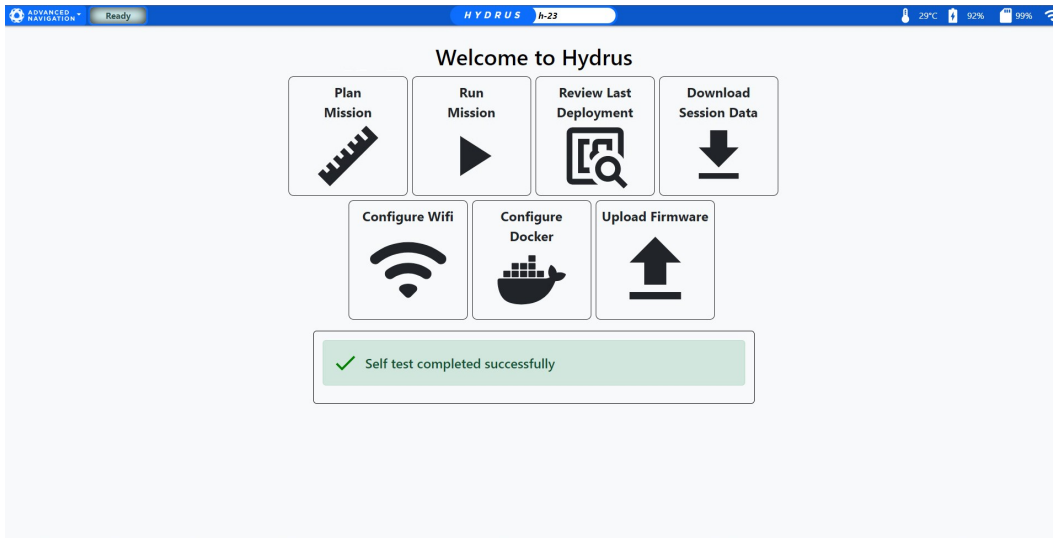 ADVANCED
NAVIGATION
Ready
HYDRUS h-23
29°C 92% 99%
Welcome to Hydrus
Plan
Mission
Run
Mission
Review Last
Deployment
Download
Session Data
Configure Wifi
Configure
Docker
Upload Firmware
Self test completed successfully